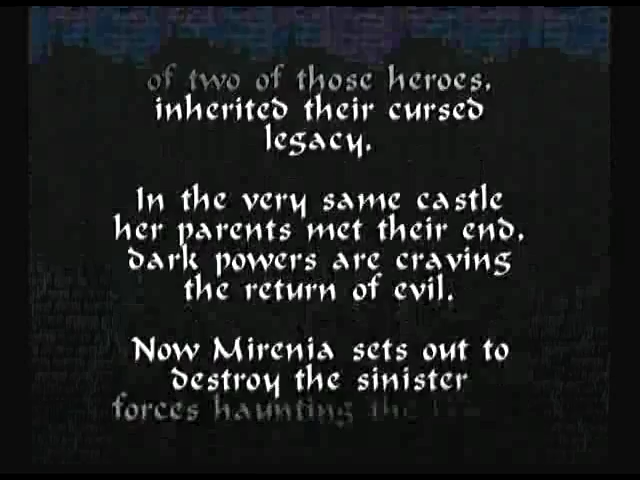 of two of those heroes,
inherited their cursed
legacy.
In the very same castle
her parents met their end,
dark powers are craving
the return of evil.
Now Mirenia sets out to
destroy the sinister
forces haunting the